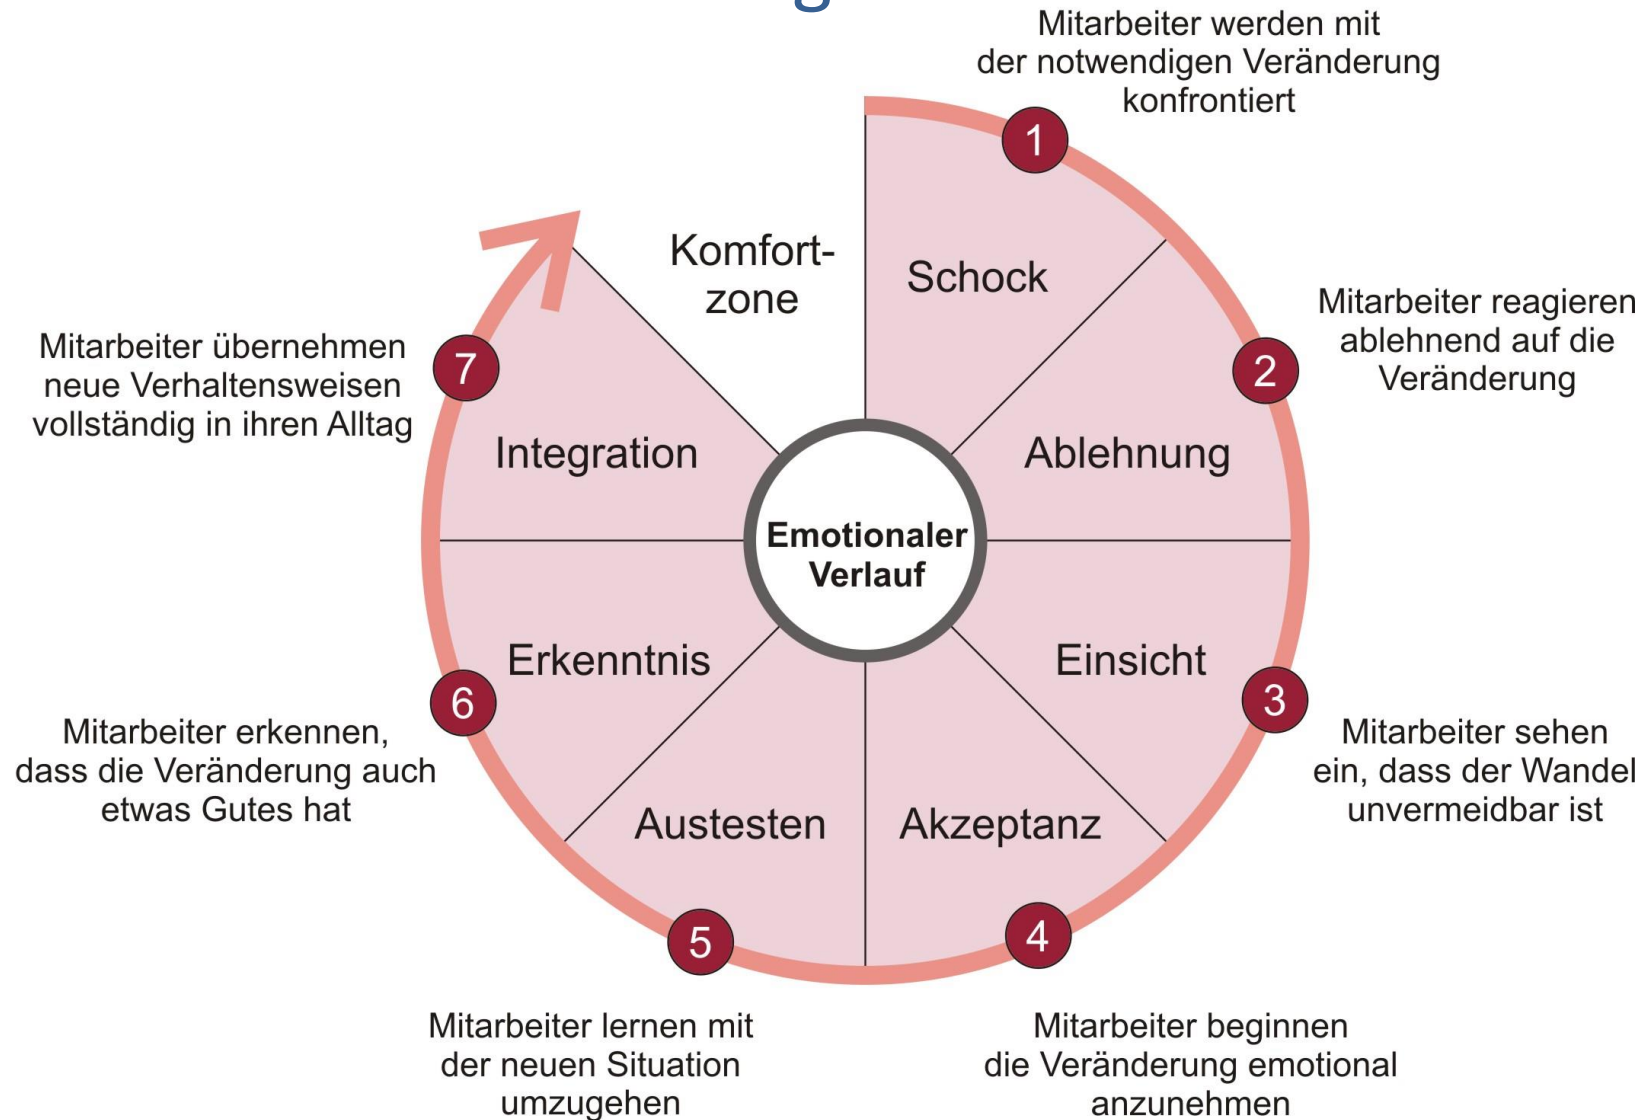 Mitarbeiter werden mit
der notwendigen Veränderung
konfrontiert
1
Komfort-
zone
Schock
Mitarbeiter reagieren
ablehnend auf die
Veränderung
2
Mitarbeiter übernehmen
neue Verhaltensweisen
vollständig in ihren Alltag
7
Integration
Ablehnung
Emotionaler
Verlauf
Erkenntnis
Einsicht
6
3
Mitarbeiter erkennen,
dass die Veränderung auch
etwas Gutes hat
Mitarbeiter sehen
ein, dass der Wandel
unvermeidbar ist
Austesten
Akzeptanz
5
4
Mitarbeiter lernen mit
der neuen Situation
umzugehen
Mitarbeiter beginnen
die Veränderung emotional
anzunehmen